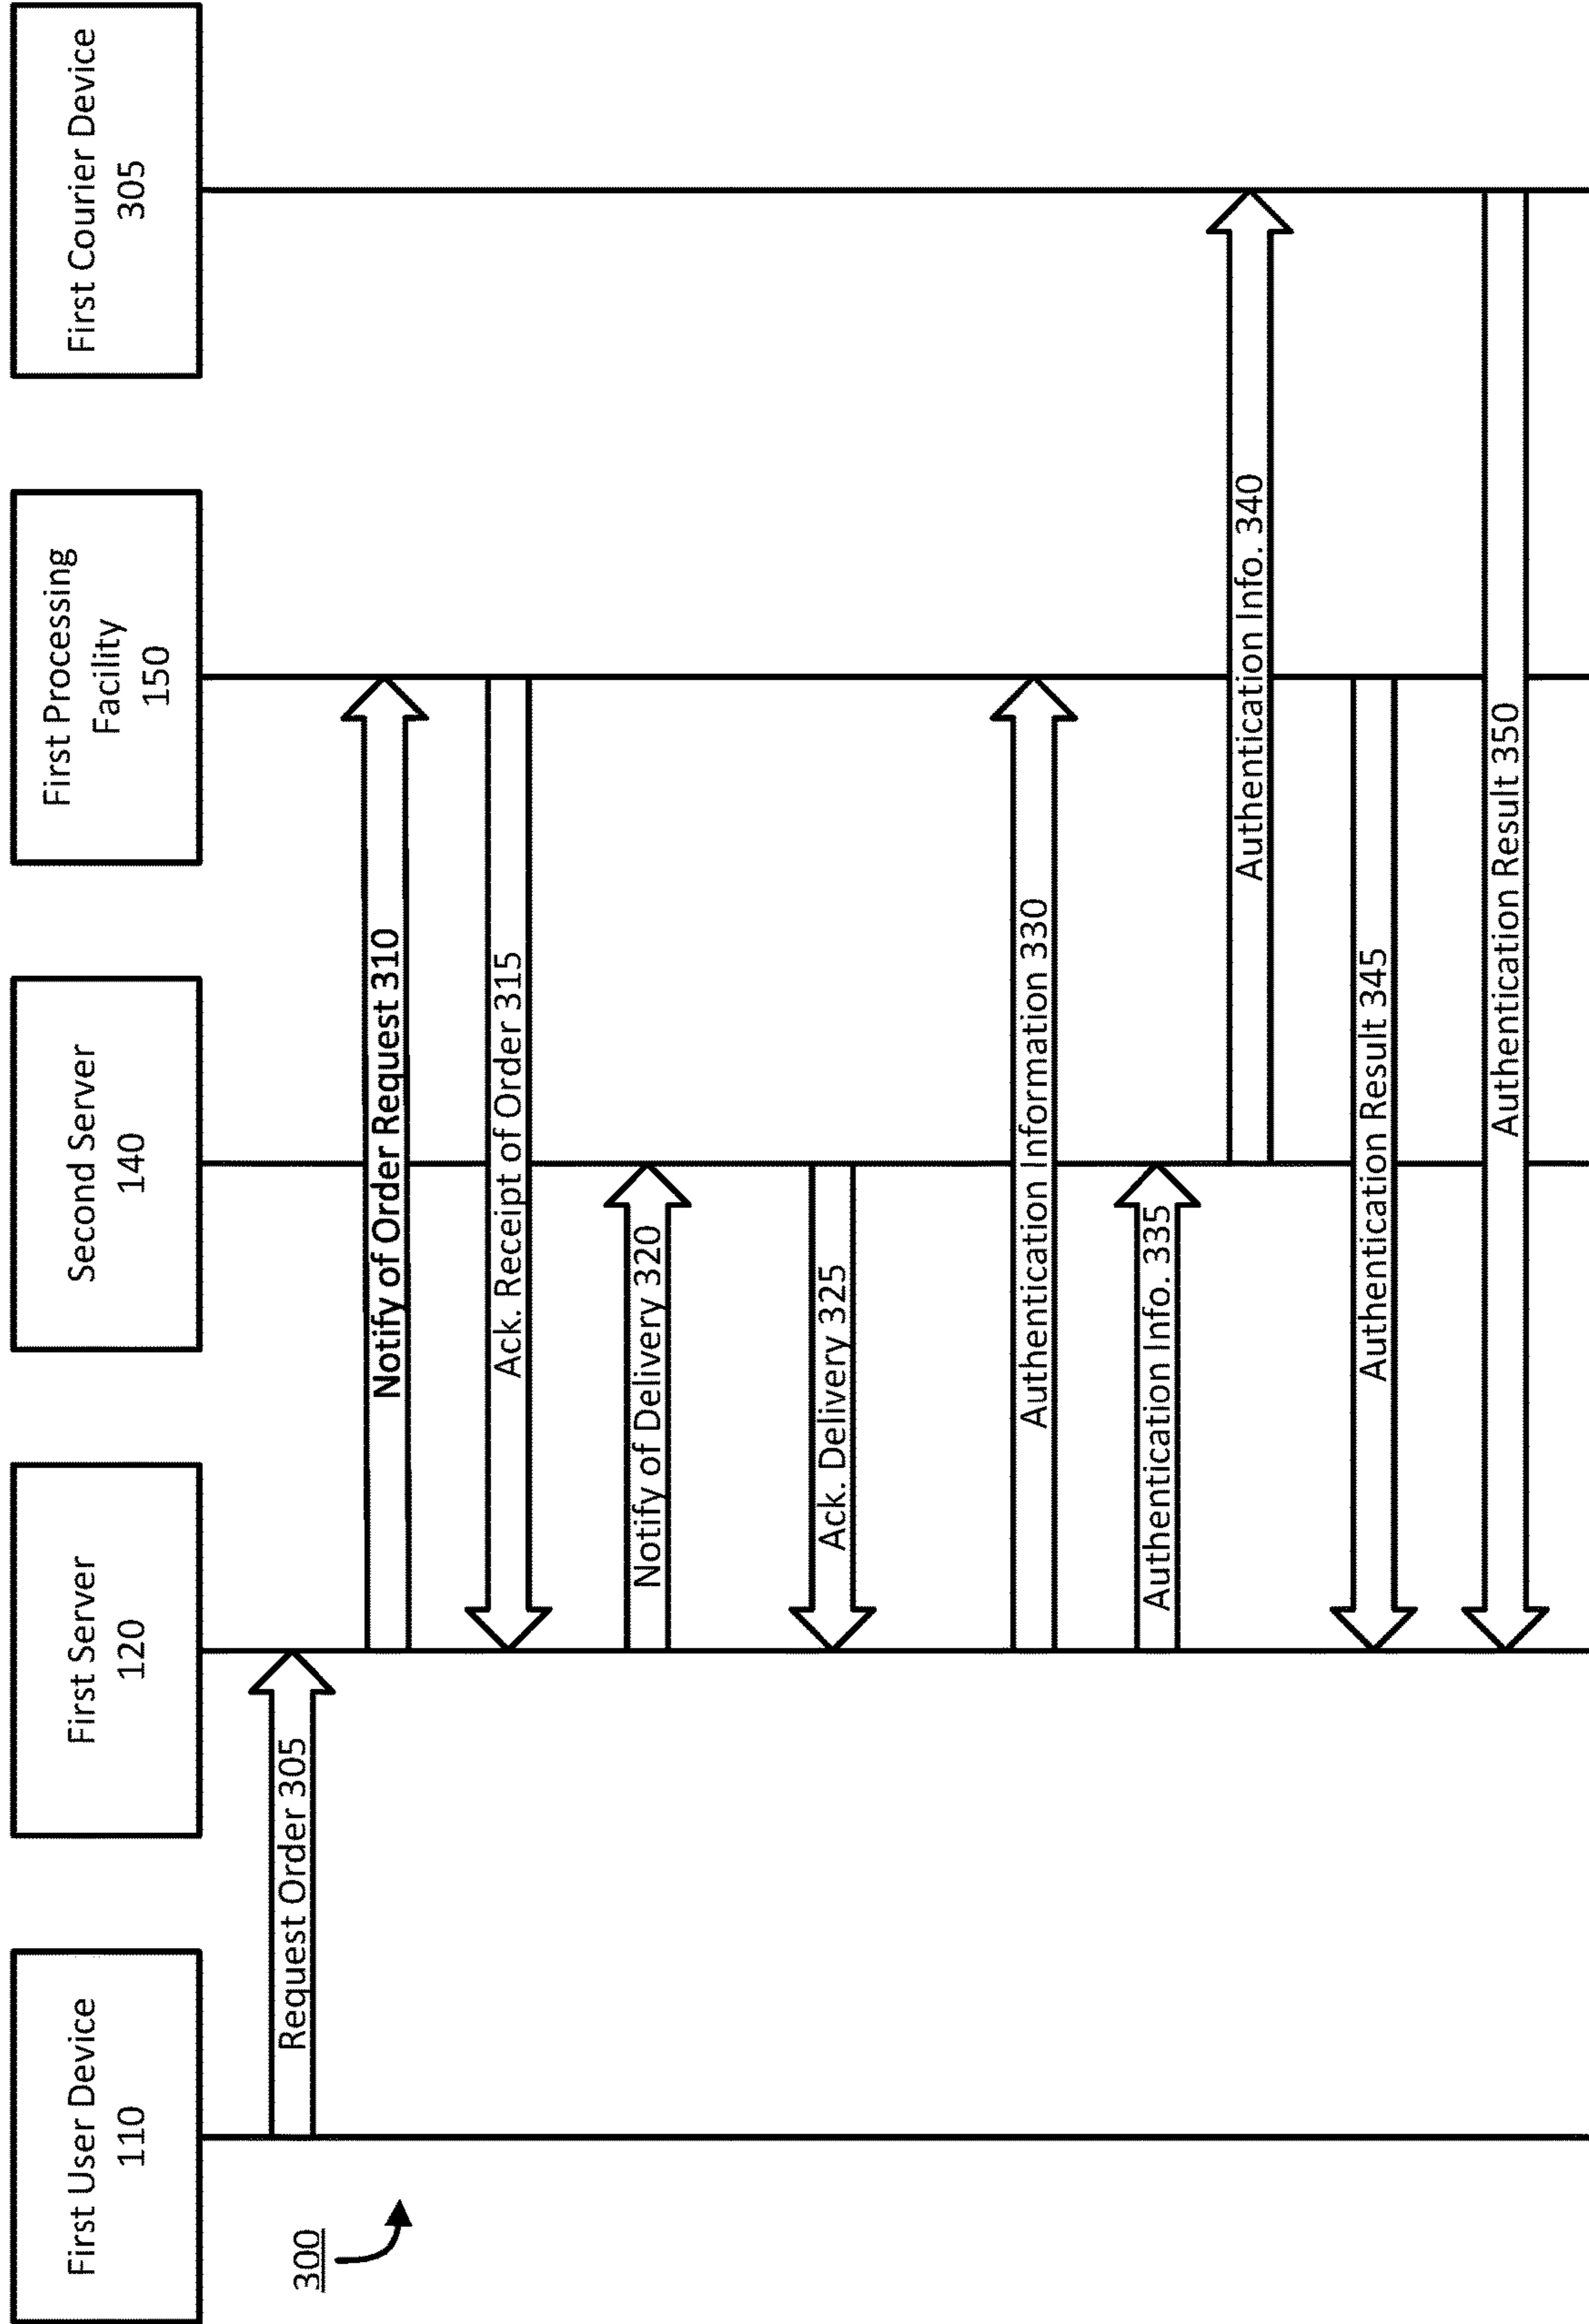 First User Device
110
First Server
120
Second Server
140
First Processing
Facility
150
First Courier Device
305
300
Request Order 305
Notify of Order Request 310
Ack. Receipt of Order 315
Notify of Delivery 320
Ack. Delivery 325
Authentication Information 330
Authentication Info. 335
Authentication Info. 340
Authentication Result 345
Authentication Result 350